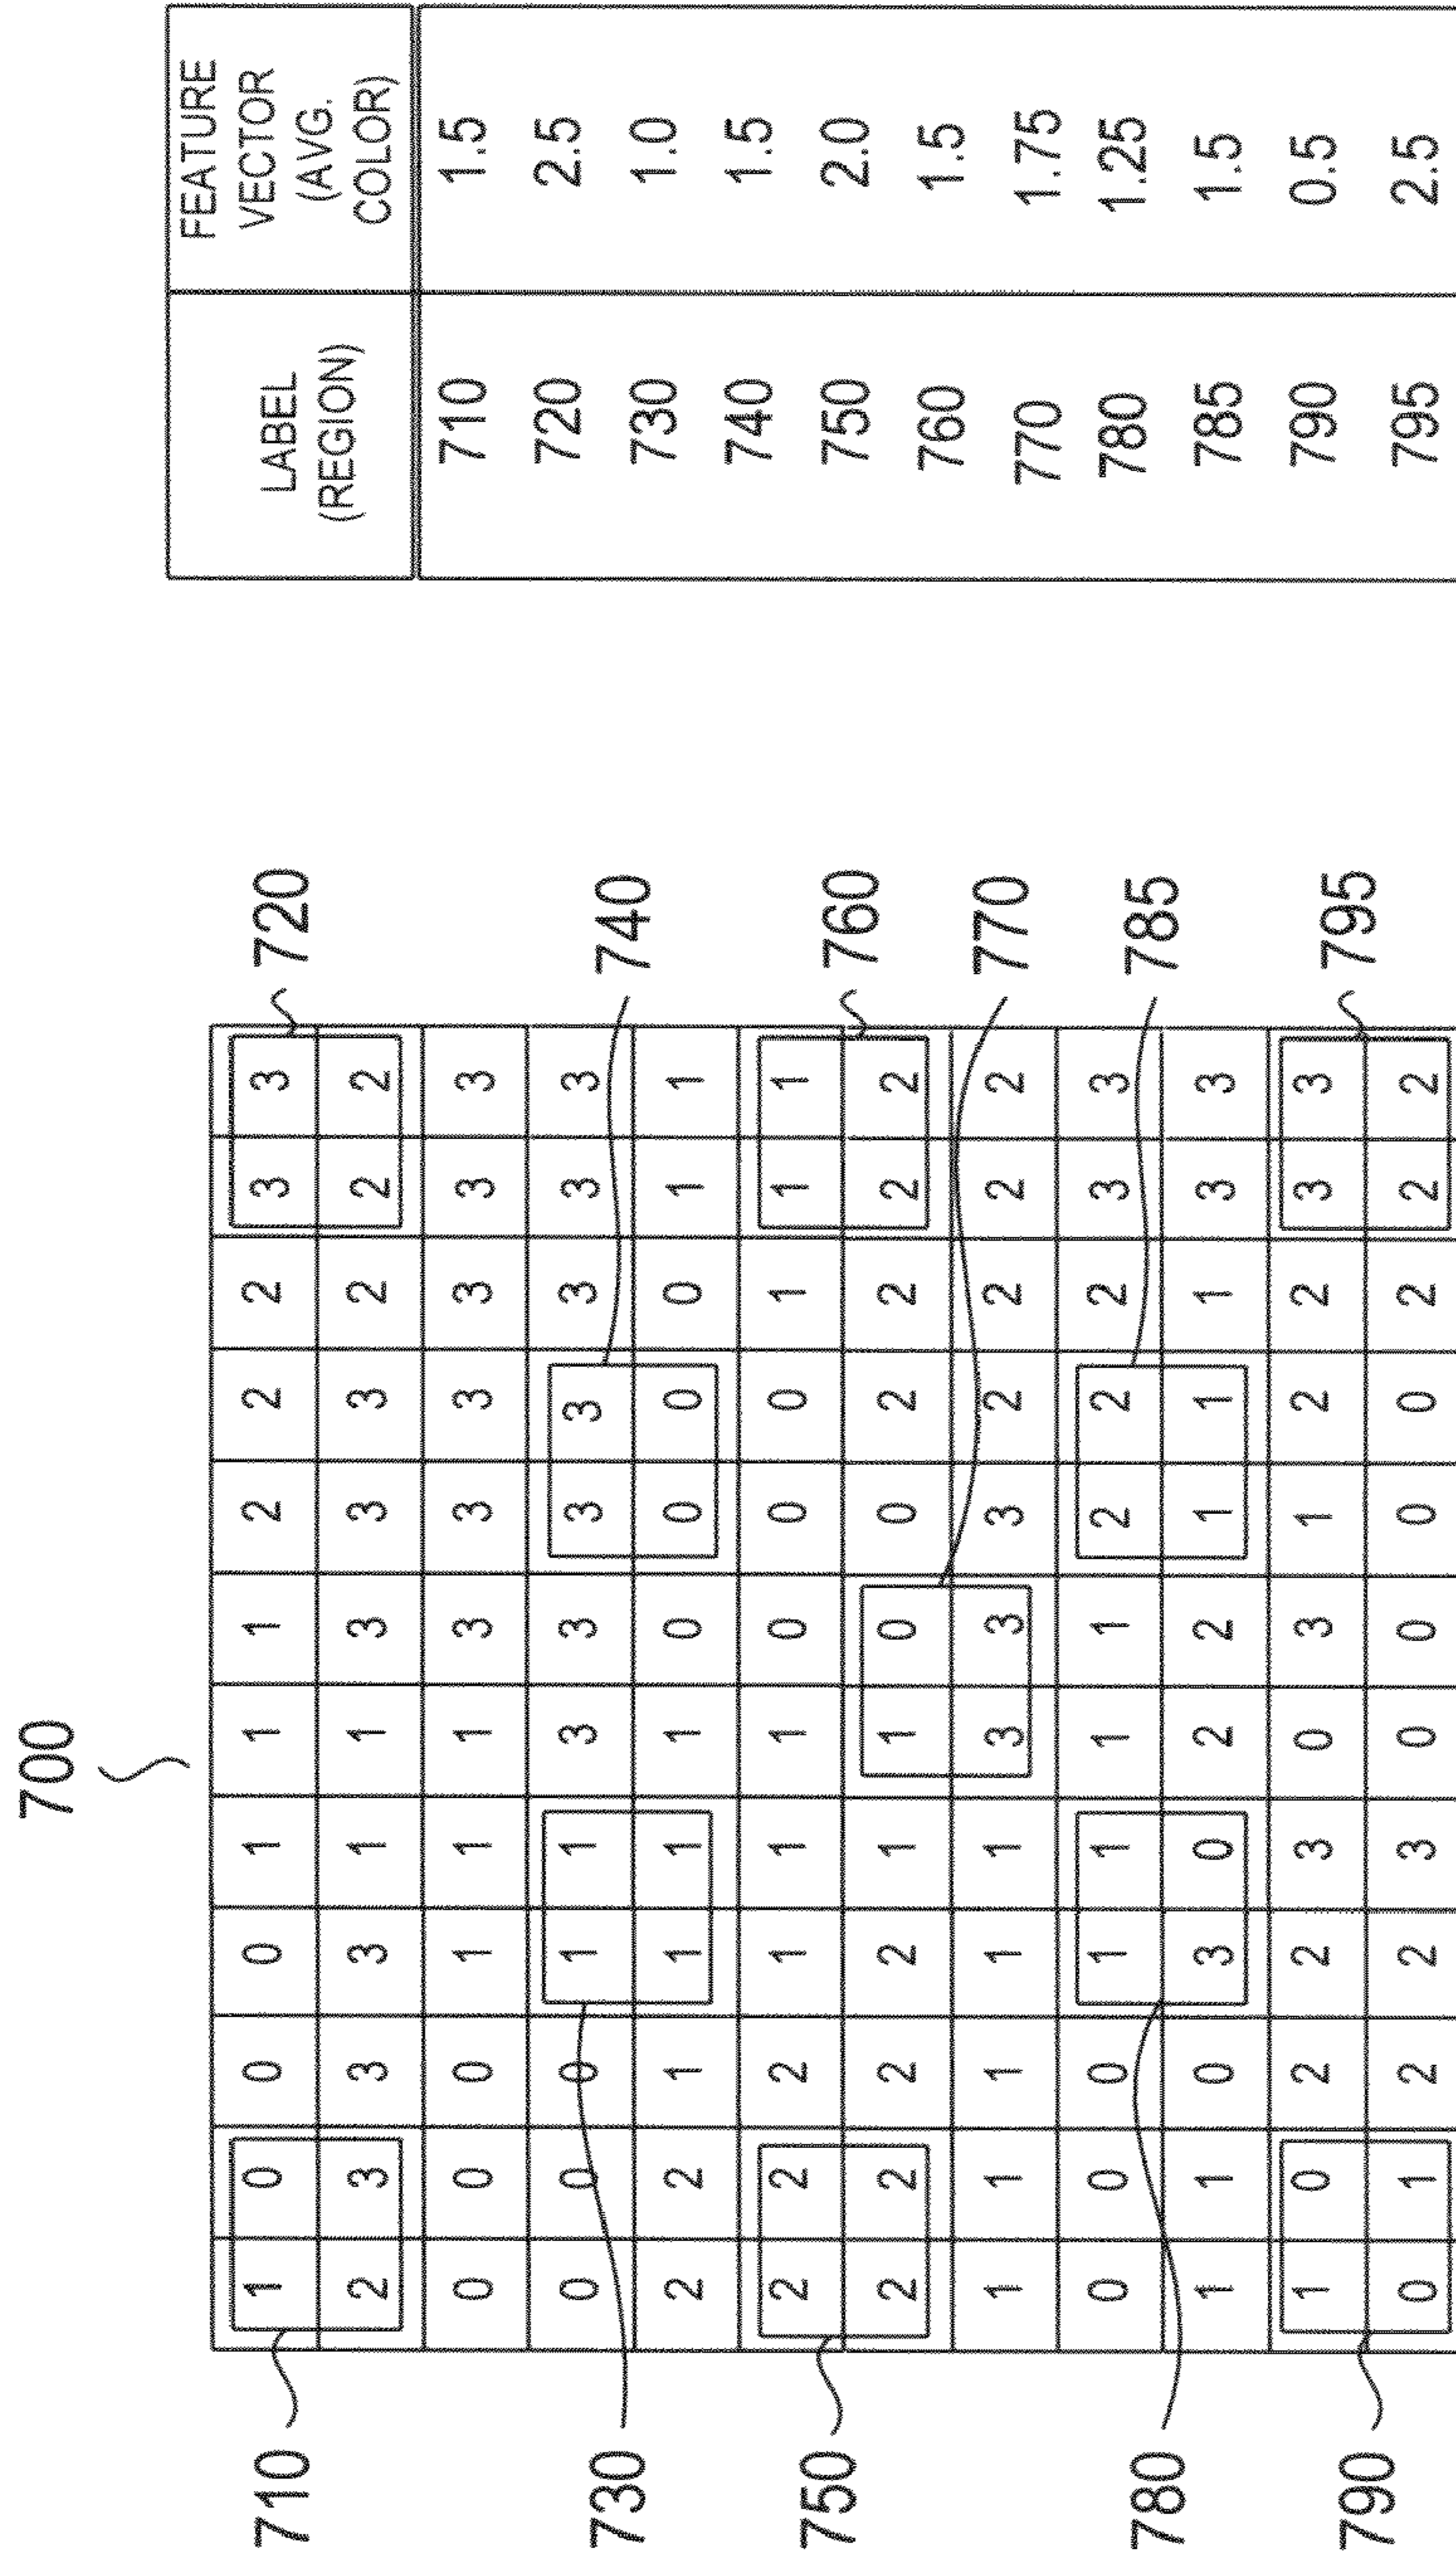 700
710 1 0 0 0 1 1 1 2 2 2 3 3 720
2 3 3 3 1 1 3 3 3 2 2 2
0 0 0 1 1 1 3 3 3 3 3 3
0 0 0 1 1 3 3 3 3 3 3 3
730 740
2 2 1 1 1 1 0 0 0 0 1 1
2 2 2 1 1 1 0 0 0 1 1 1
750 760
2 2 2 2 1 1 0 0 2 2 2 2
1 1 1 1 1 3 3 3 2 2 2 2
770
0 0 0 1 1 1 1 2 2 2 3 3
780 785
1 1 0 3 0 2 2 1 1 1 3 3
1 0 2 2 3 0 3 1 2 2 3 3
790 795
0 1 2 2 3 0 0 0 0 2 2 2
LABEL
(REGION)
FEATURE
VECTOR
(AVG.
COLOR)
710 1.5
720 2.5
730 1.0
740 1.5
750 2.0
760 1.5
770 1.75
780 1.25
785 1.5
790 0.5
795 2.5